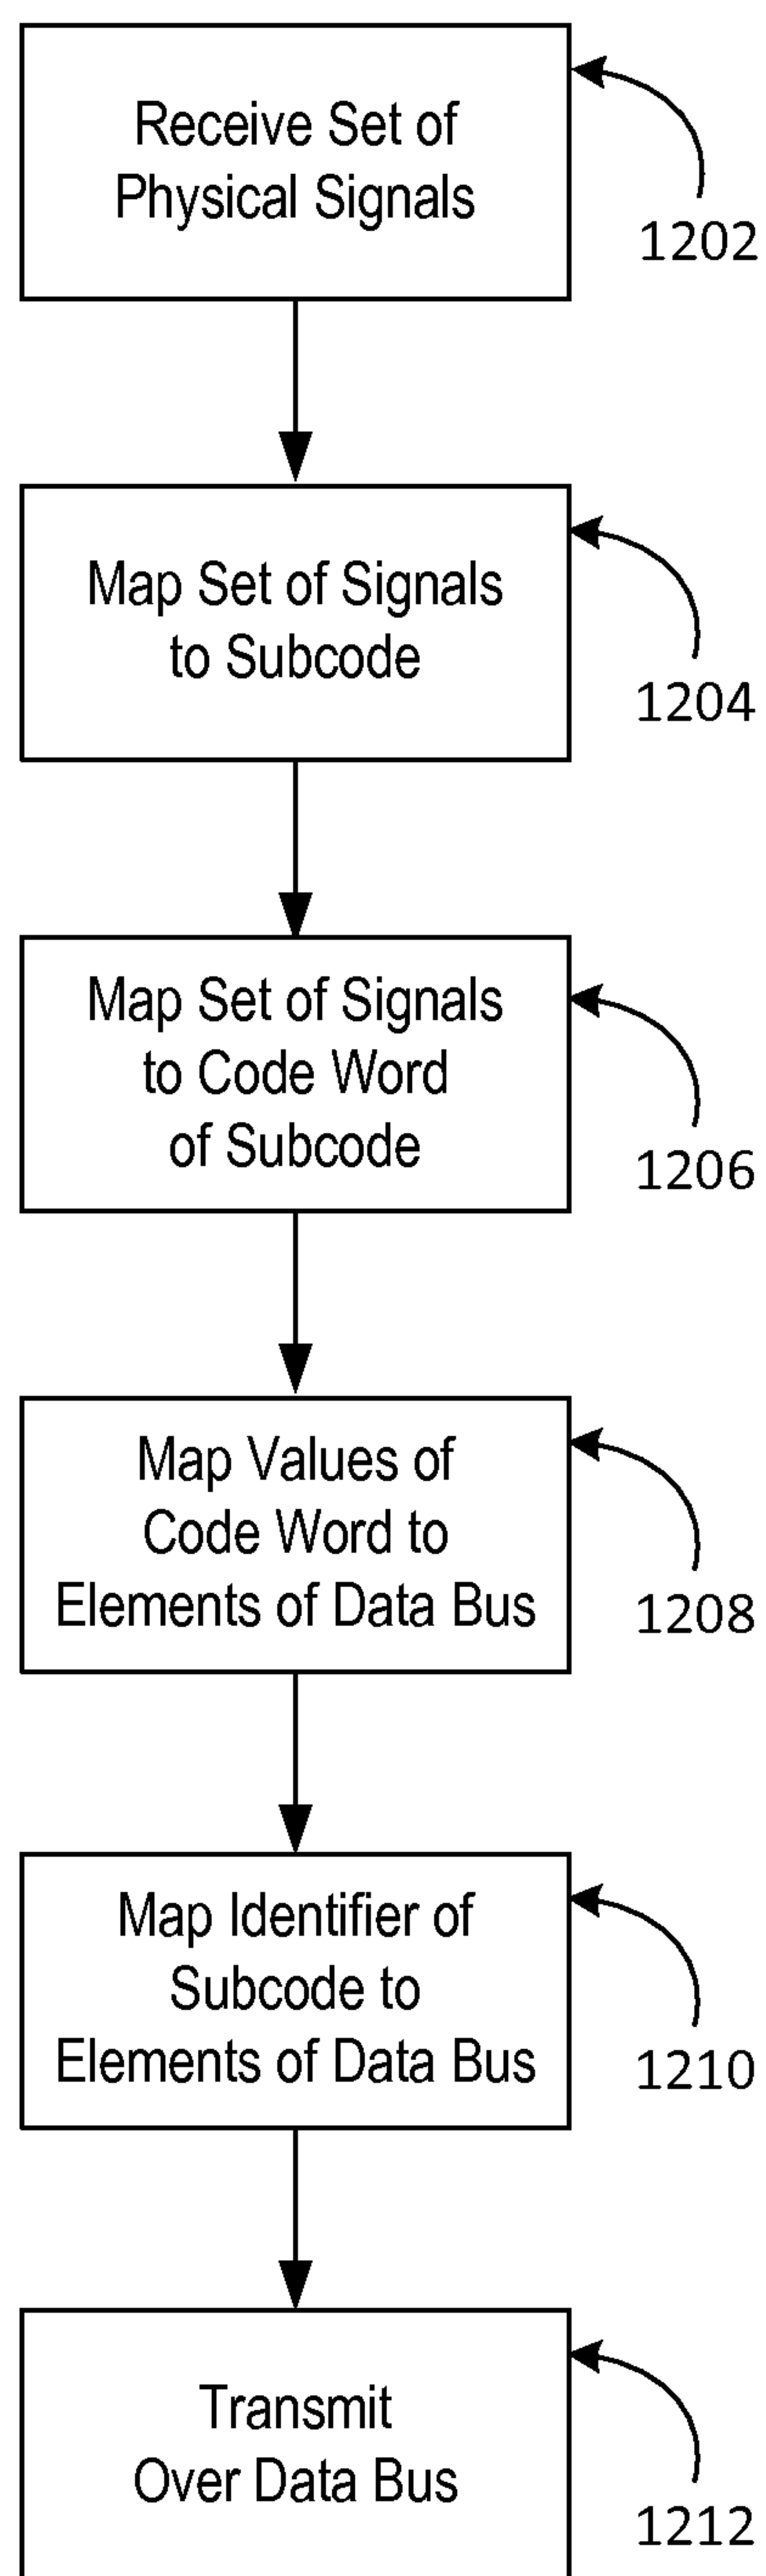 Receive Set of
Physical Signals
1202
Map Set of Signals
to Subcode
1204
Map Set of Signals
to Code Word
of Subcode
1206
Map Values of
Code Word to
Elements of Data Bus
1208
Map Identifier of
Subcode to
Elements of Data Bus
1210
Transmit
Over Data Bus
1212